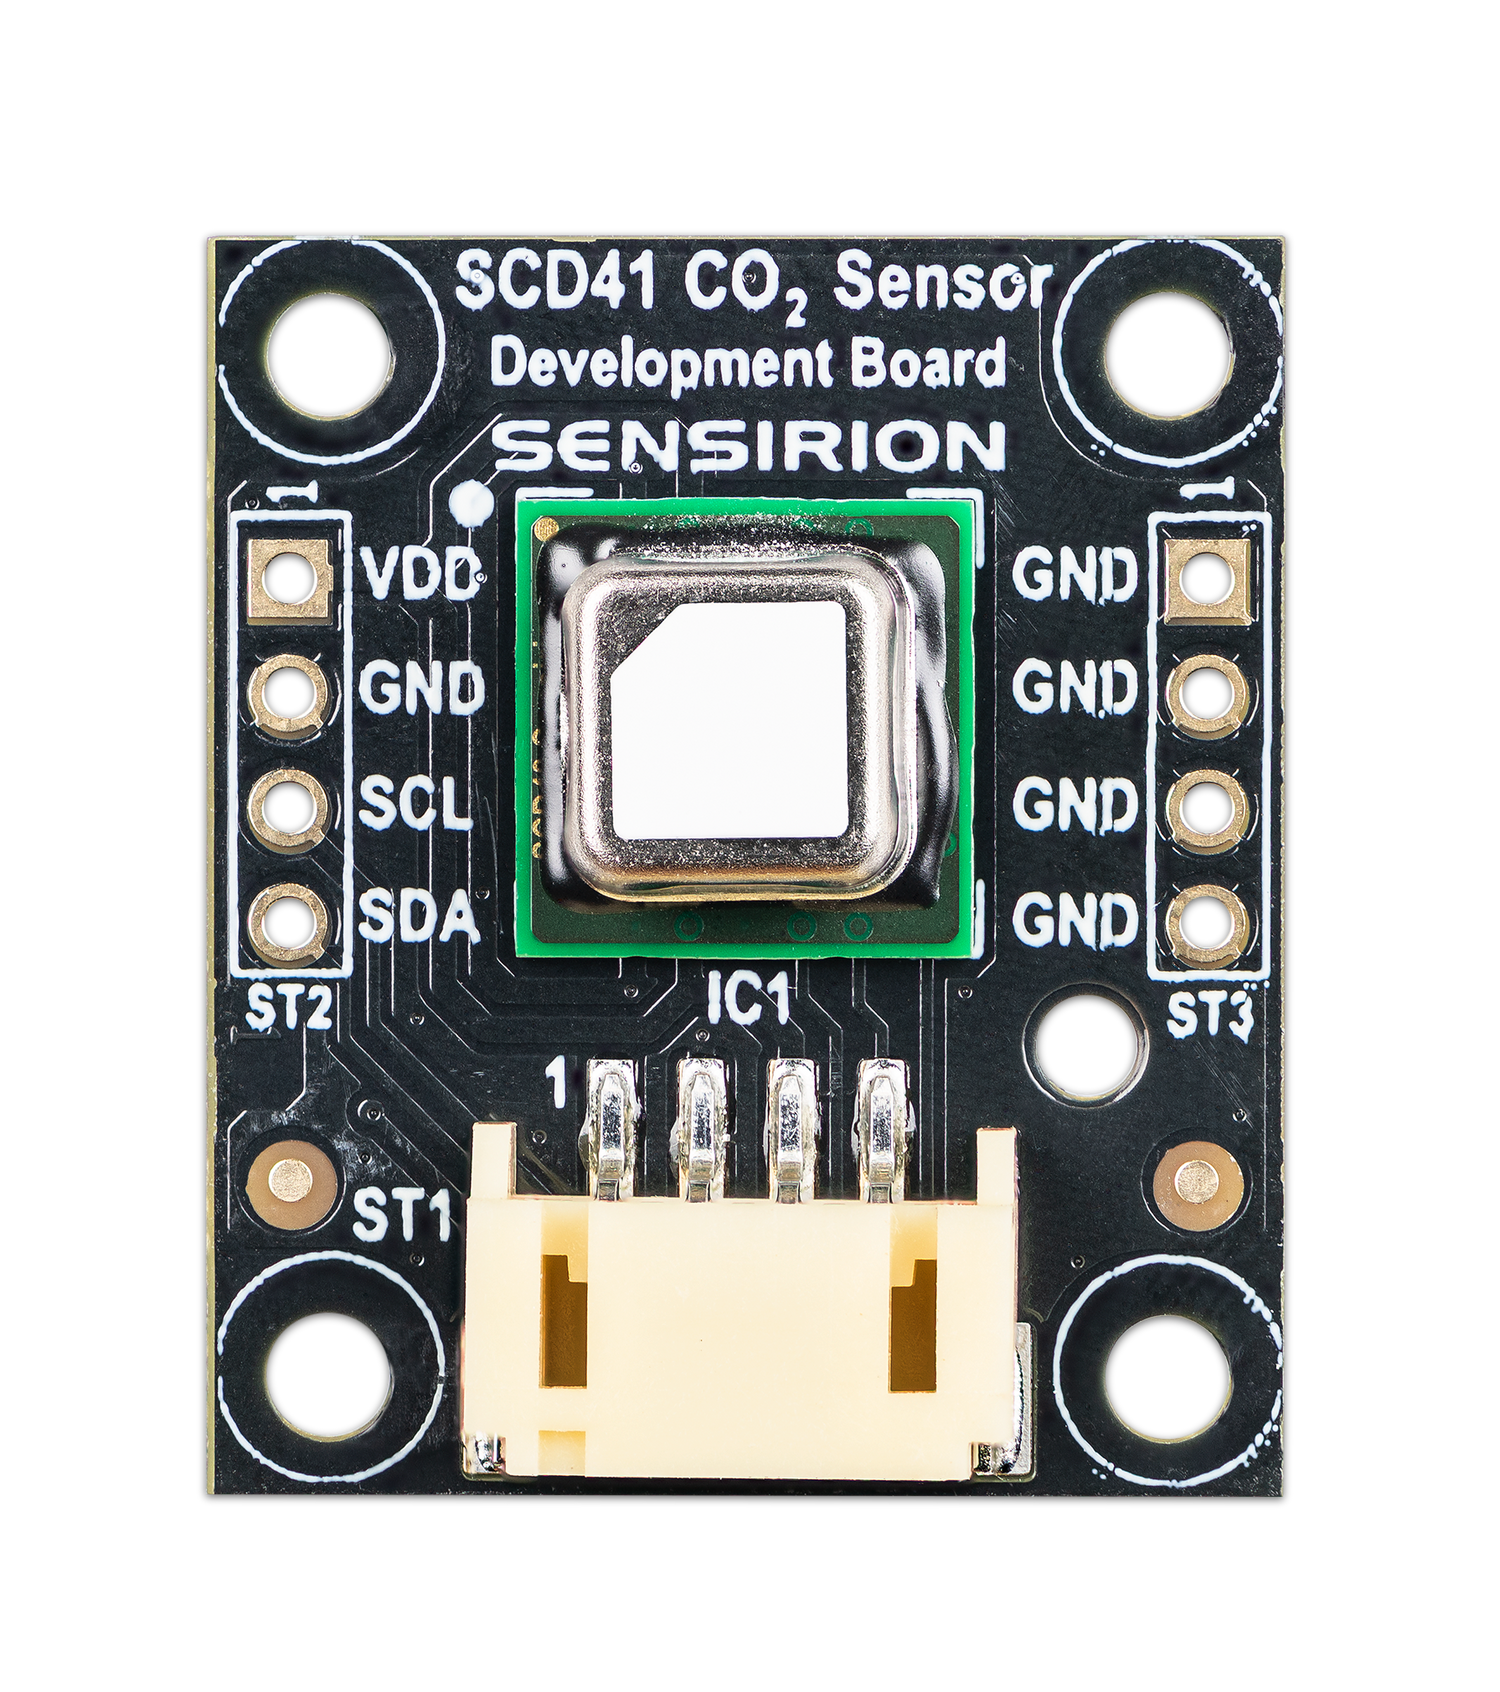 SCD41 CO₂ Sensor
Development Board
SENSIRION
1
1
VDD
GND
SCL
SDA
ST2
GND
GND
GND
GND
ST3
IC1
1
ST1